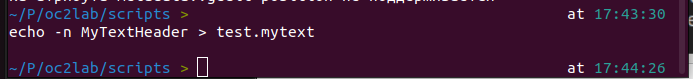 ~/P/oc2lab/scripts > at 17:43:30
echo -n MyTextHeader > test.mytext
~/P/oc2lab/scripts > at 17:44:26